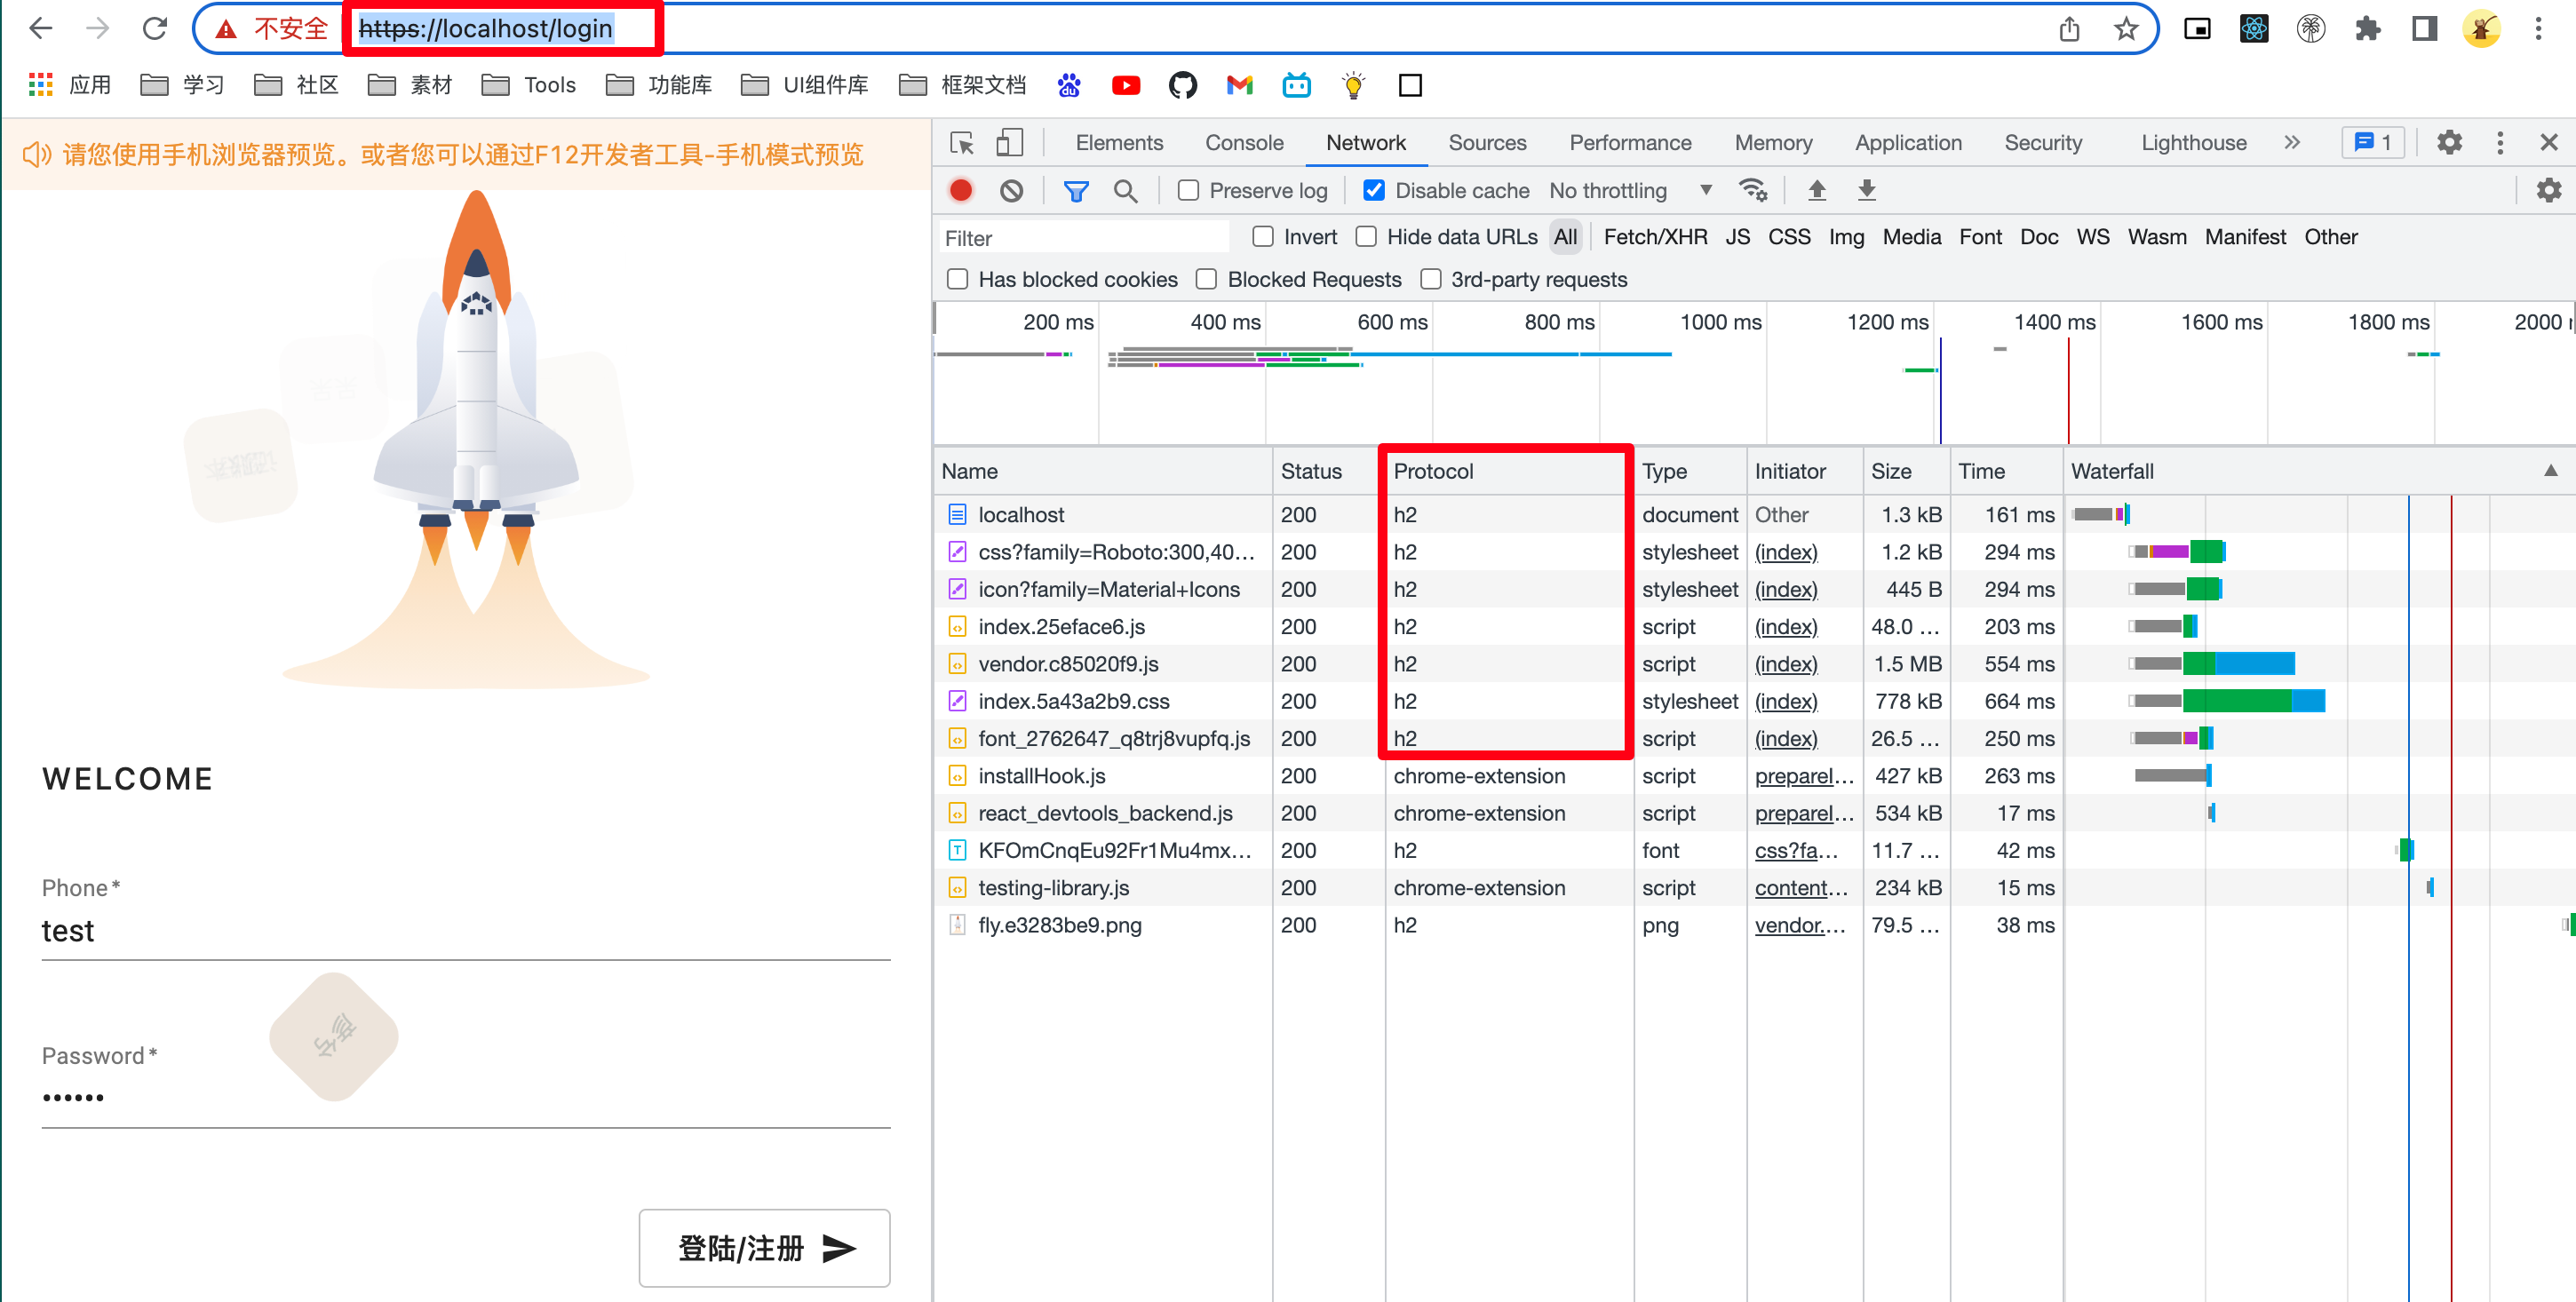 不安全 https://localhost/login
应用 学习 社区 素材 Tools 功能库 UI组件库 框架文档 du
请您使用手机浏览器预览。或者您可以通过F12开发者工具-手机模式预览
WELCOME
Phone*
test
Password*
••••••
登陆/注册
Elements Console Network Sources Performance Memory Application Security Lighthouse » 1
Preserve log Disable cache No throttling
Filter Invert Hide data URLs All Fetch/XHR JS CSS Img Media Font Doc WS Wasm Manifest Other
Has blocked cookies Blocked Requests 3rd-party requests
200 ms 400 ms 600 ms 800 ms 1000 ms 1200 ms 1400 ms 1600 ms 1800 ms 2000
Name Status Protocol Type Initiator Size Time Waterfall
localhost 200 h2 document Other 1.3 kB 161 ms
css?family=Roboto:300,40... 200 h2 stylesheet (index) 1.2 kB 294 ms
icon?family=Material+Icons 200 h2 stylesheet (index) 445 B 294 ms
index.25eface6.js 200 h2 script (index) 48.0 ... 203 ms
vendor.c85020f9.js 200 h2 script (index) 1.5 MB 554 ms
index.5a43a2b9.css 200 h2 stylesheet (index) 778 kB 664 ms
font_2762647_q8trj8vupfq.js 200 h2 script (index) 26.5 ... 250 ms
installHook.js 200 chrome-extension script preparel... 427 kB 263 ms
react_devtools_backend.js 200 chrome-extension script preparel... 534 kB 17 ms
KFOmCnqEu92Fr1Mu4mx... 200 h2 font css?fa... 11.7 ... 42 ms
testing-library.js 200 chrome-extension script content... 234 kB 15 ms
fly.e3283be9.png 200 h2 png vendor.... 79.5 ... 38 ms